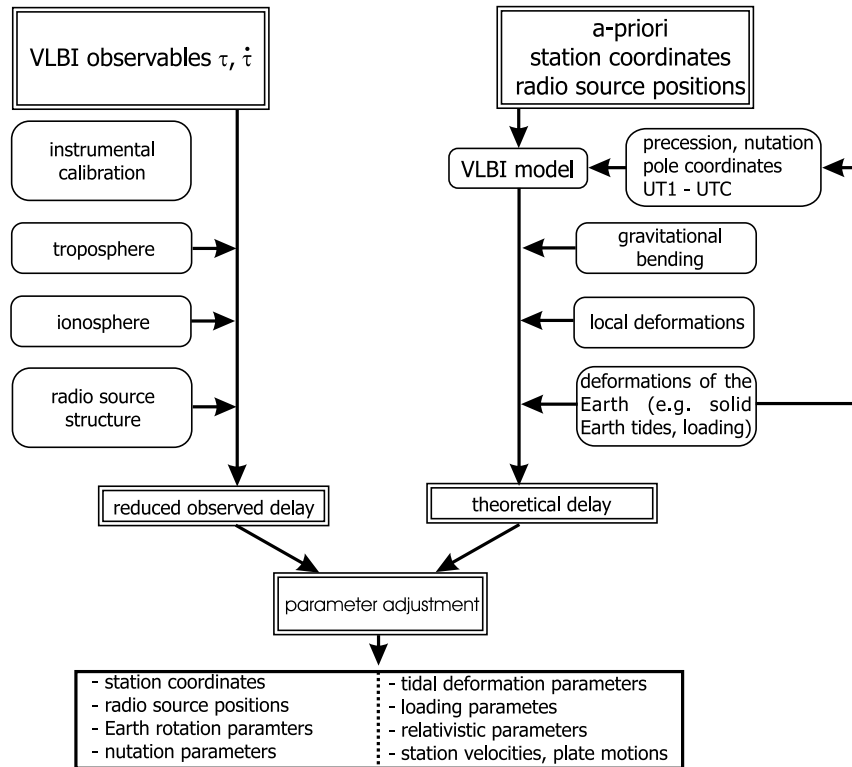 VLBI observables τ, τ̇
instrumental
calibration
troposphere
ionosphere
radio source
structure
reduced observed delay
a-priori
station coordinates
radio source positions
VLBI model
precession, nutation
pole coordinates
UT1 - UTC
gravitational
bending
local deformations
deformations of the
Earth (e.g. solid
Earth tides, loading)
theoretical delay
parameter adjustment
- station coordinates
- radio source positions
- Earth rotation paramters
- nutation parameters
- tidal deformation parameters
- loading parametes
- relativistic parameters
- station velocities, plate motions